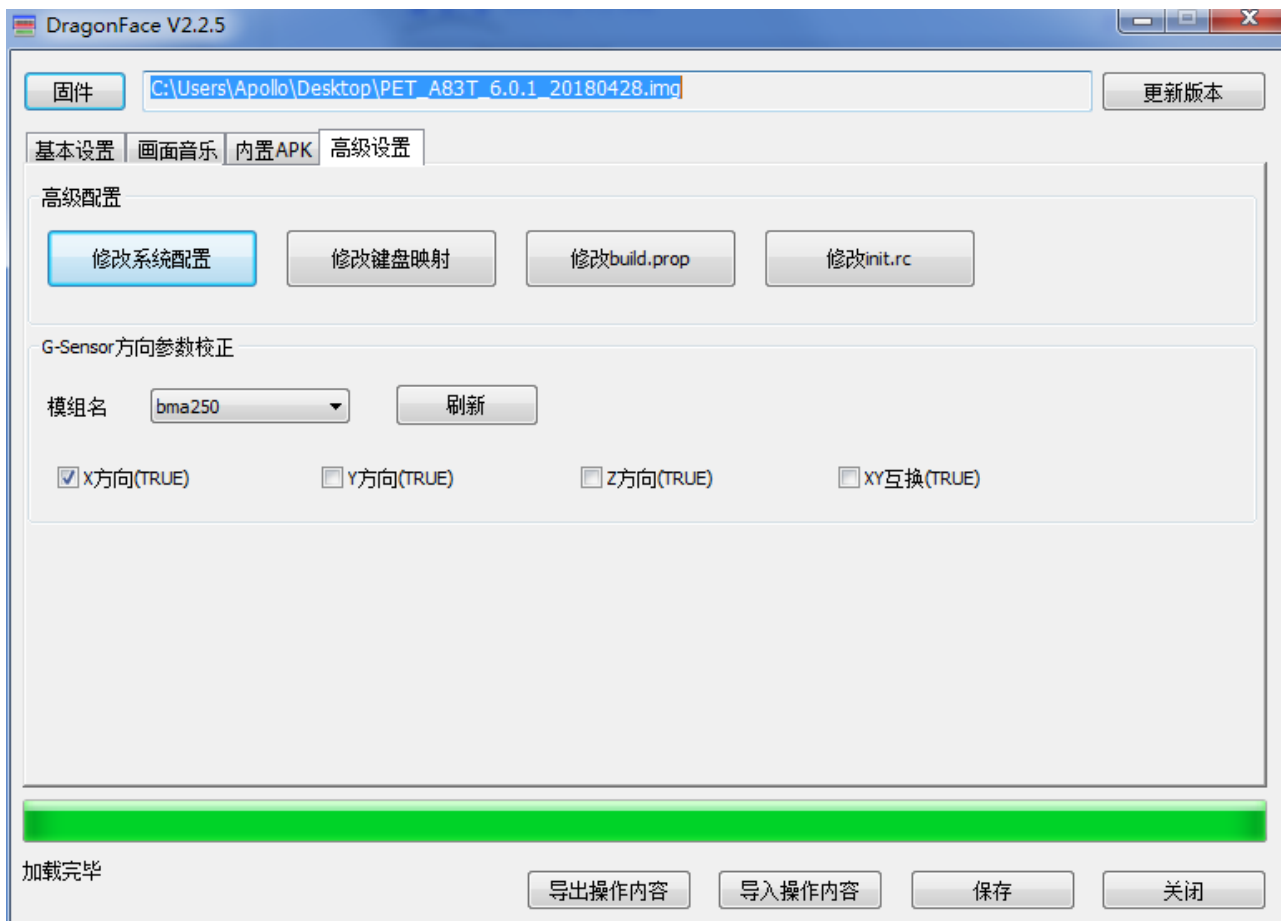 DragonFace V2.2.5
固件 C:\Users\Apollo\Desktop\PET_A83T_6.0.1_20180428.img 更新版本
基本设置 画面音乐 内置APK 高级设置
高级配置
修改系统配置 修改键盘映射 修改build.prop 修改init.rc
G-Sensor方向参数校正
模组名 bma250 刷新
X方向(TRUE) Y方向(TRUE) Z方向(TRUE) XY互换(TRUE)
加载完毕
导出操作内容 导入操作内容 保存 关闭